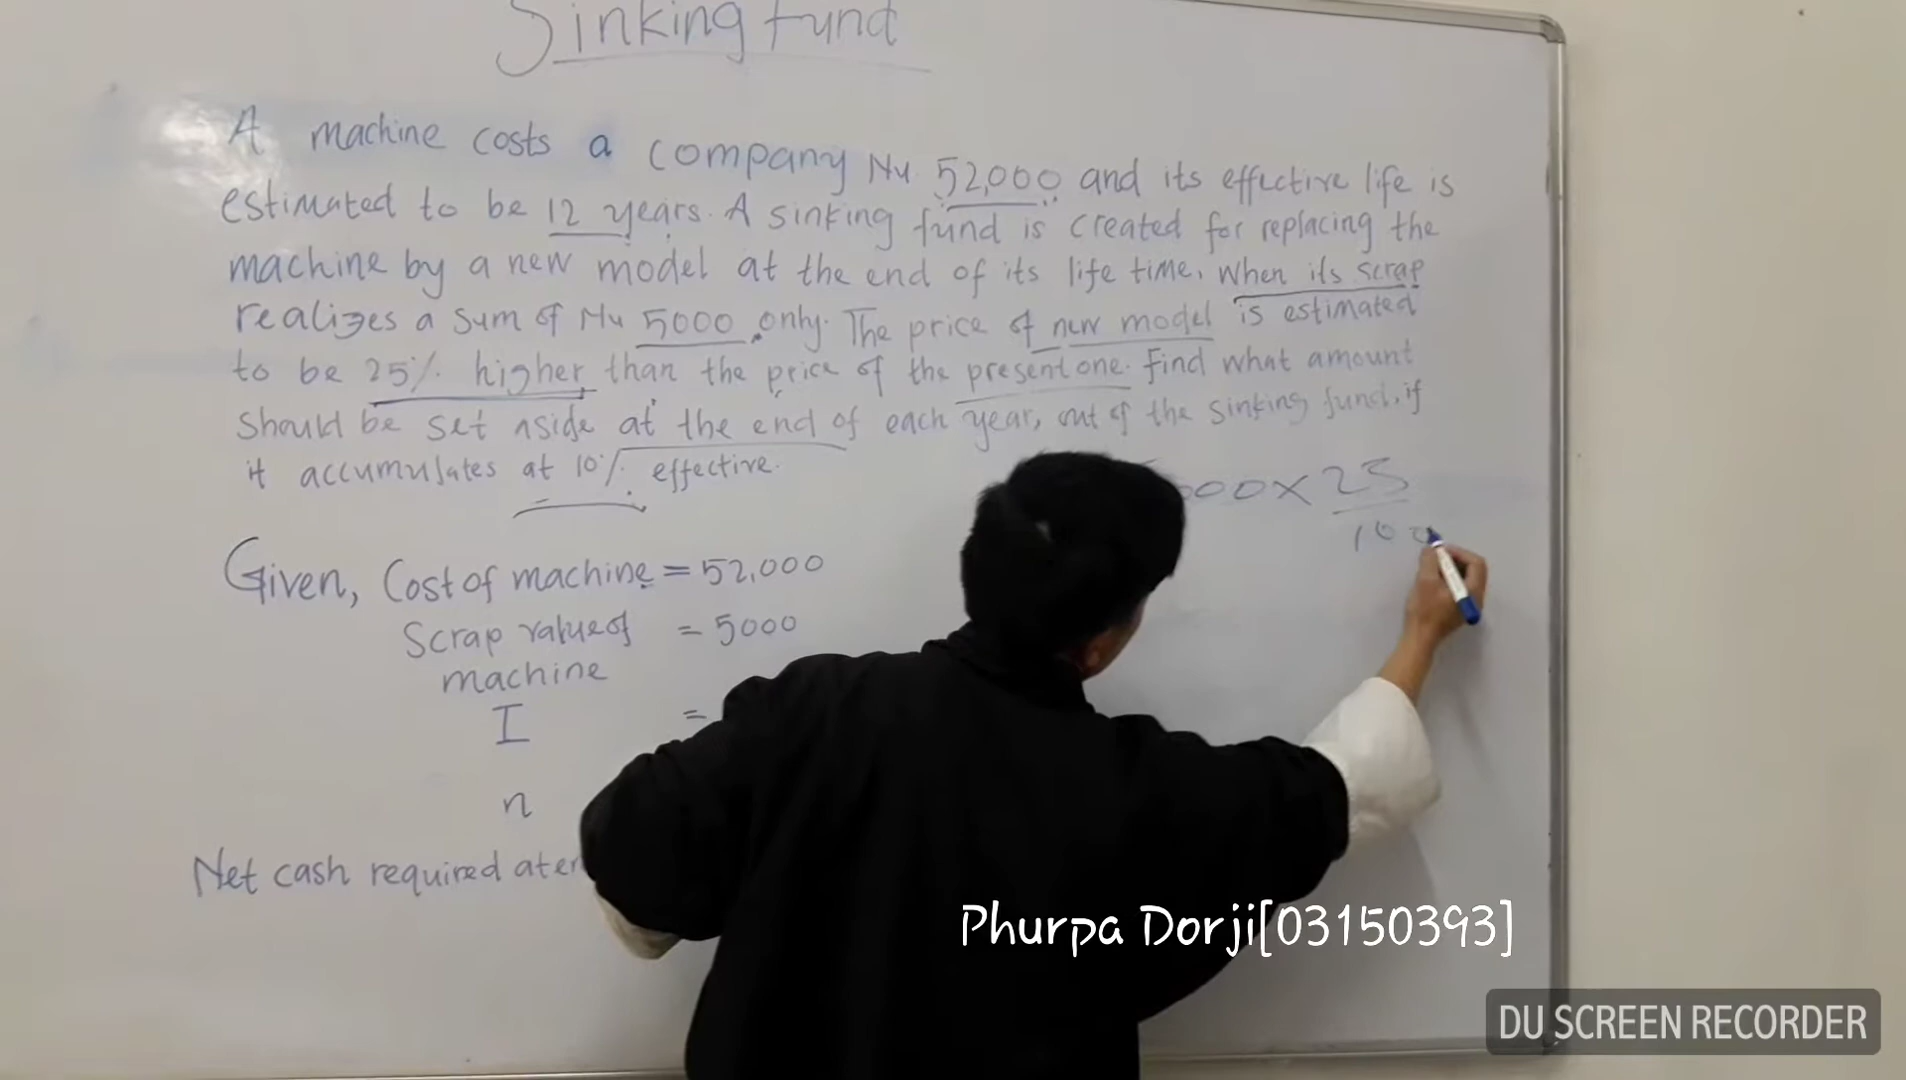 Sinking fund
A machine costs a company Nu 52,000 and its effective life is
estimated to be 12 years. A sinking fund is created for replacing the
machine by a new model at the end of its life time, when its scrap
realizes a sum of Nu 5000 only. The price of new model is estimated
to be 25% higher than the price of the present one. Find what amount
should be set aside at the end of each year, out of the sinking fund, if
it accumulates at 10% effective.
000 × 25
100
Given, Cost of machine = 52,000
Scrap value of = 5000
machine
I =
n
Net cash required at
Phurpa Dorji[03150393]
DU SCREEN RECORDER